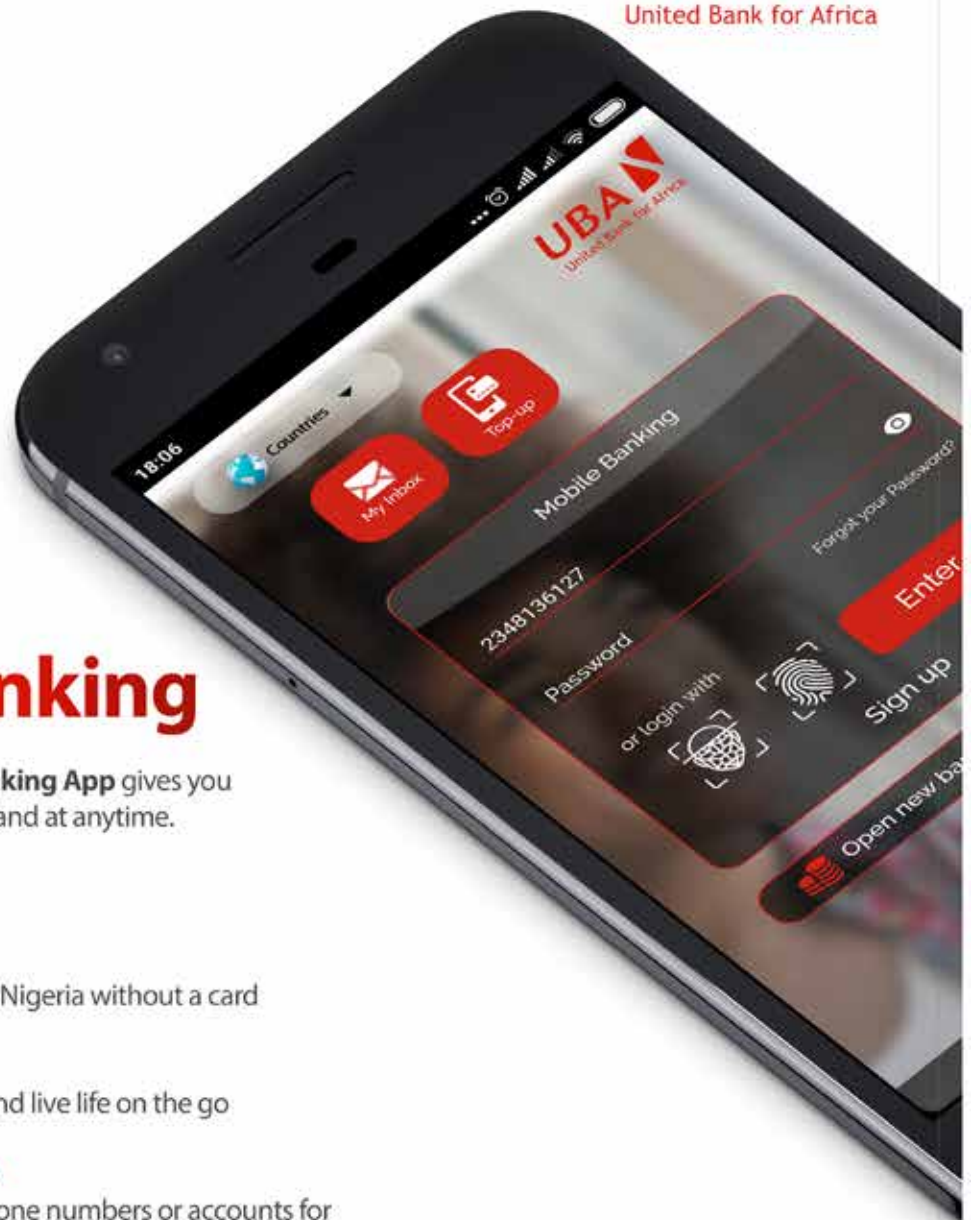 United Bank for Africa
18:06
UBA
United Bank for Africa
Countries
My Inbox
Top-up
Mobile Banking
2348136127
Password
Forgot your Password?
Enter
or login with
Sign up
Open new ba
nking
king App gives you
and at anytime.
Nigeria without a card
nd live life on the go
one numbers or accounts for